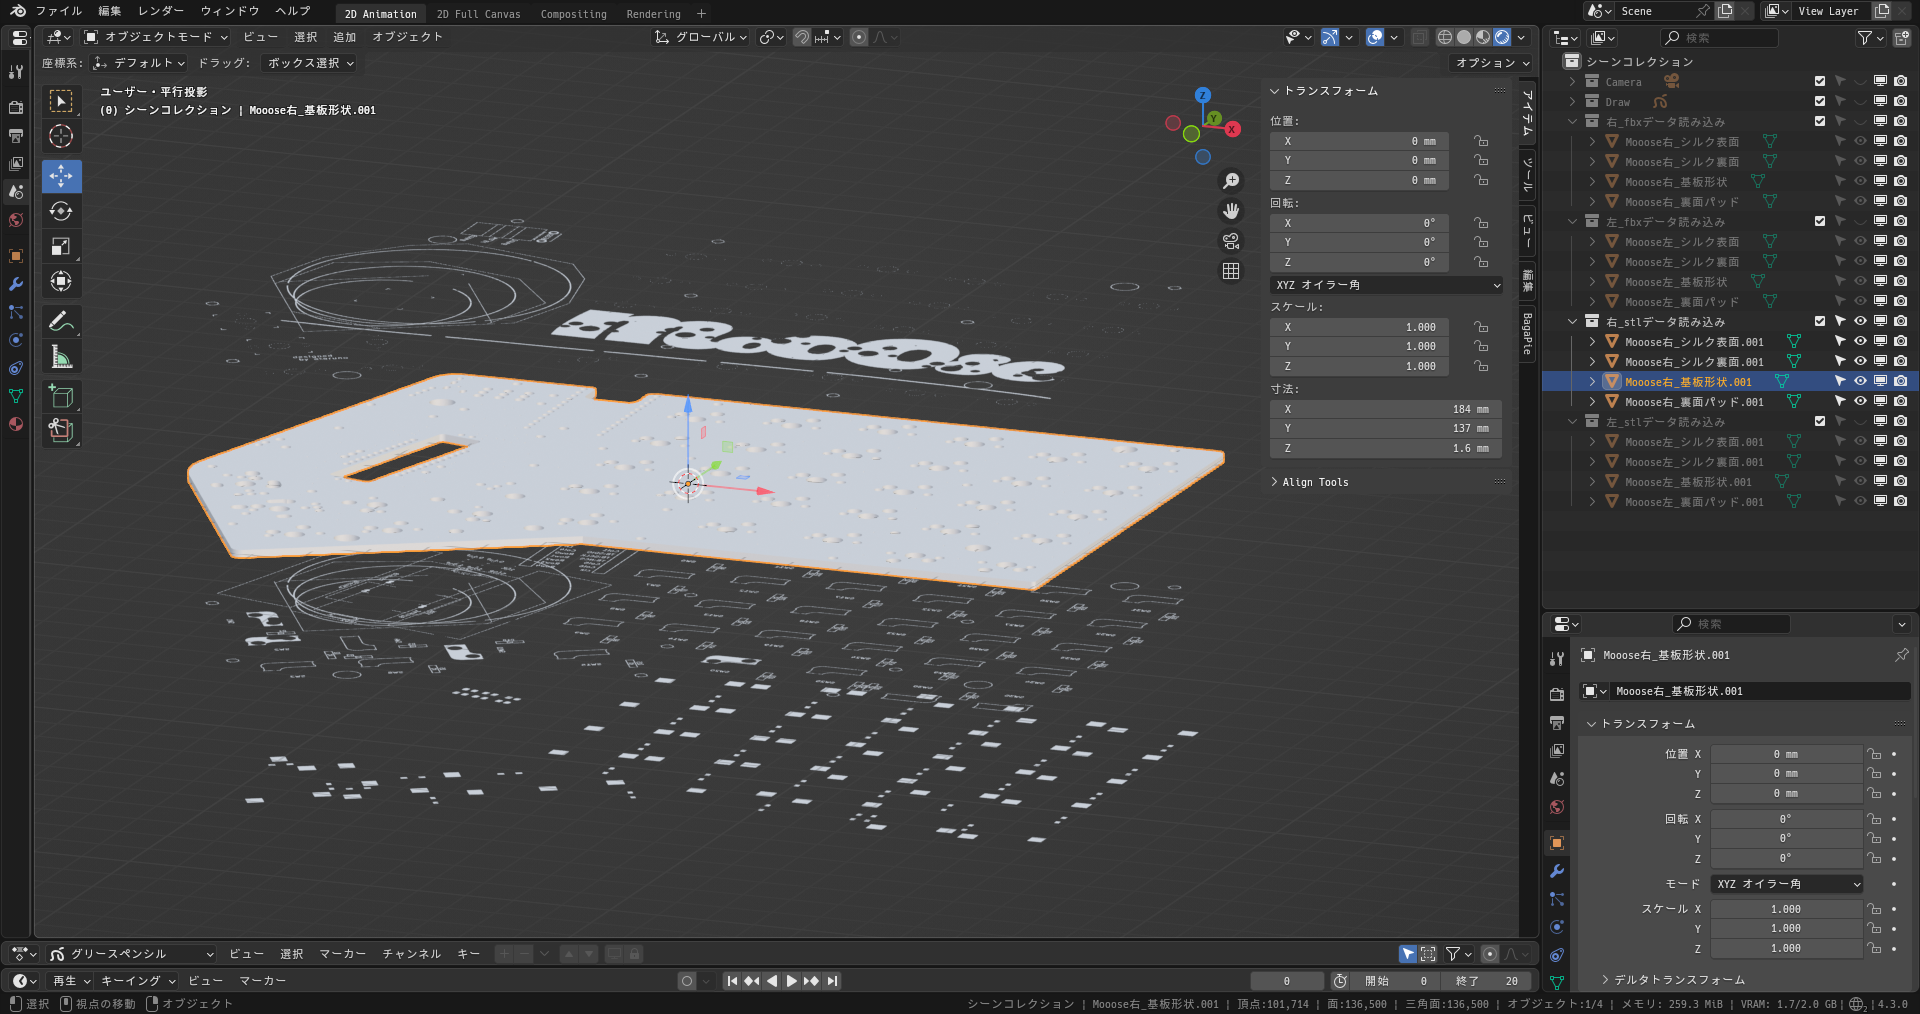 ファイル 編集 レンダー ウィンドウ ヘルプ 2D Animation 2D Full Canvas Compositing Rendering + Scene View Layer
オブジェクトモード ビュー 選択 追加 オブジェクト グローバル 検索
座標系: デフォルト ドラッグ: ボックス選択 オプション
ユーザー・平行投影
(0) シーンコレクション | Mooose右_基板形状.001
Z
Y
X
トランスフォーム
位置:
X 0 mm
Y 0 mm
Z 0 mm
回転:
X 0°
Y 0°
Z 0°
XYZ オイラー角
スケール:
X 1.000
Y 1.000
Z 1.000
寸法:
X 184 mm
Y 137 mm
Z 1.6 mm
Align Tools
アイテム
ツール
ビュー
編集
BagaPie
シーンコレクション
Camera
Draw
右_fbxデータ読み込み
Mooose右_シルク表面
Mooose右_シルク裏面
Mooose右_基板形状
Mooose右_裏面パッド
左_fbxデータ読み込み
Mooose左_シルク表面
Mooose左_シルク裏面
Mooose左_基板形状
Mooose左_裏面パッド
右_stlデータ読み込み
Mooose右_シルク表面.001
Mooose右_シルク裏面.001
Mooose右_基板形状.001
Mooose右_裏面パッド.001
左_stlデータ読み込み
Mooose左_シルク表面.001
Mooose左_シルク裏面.001
Mooose左_基板形状.001
Mooose左_裏面パッド.001
検索
Mooose右_基板形状.001
Mooose右_基板形状.001
トランスフォーム
位置 X 0 mm
Y 0 mm
Z 0 mm
回転 X 0°
Y 0°
Z 0°
モード XYZ オイラー角
スケール X 1.000
Y 1.000
Z 1.000
デルタトランスフォーム
グリースペンシル ビュー 選択 マーカー チャンネル キー
再生 キーイング ビュー マーカー 0 開始 0 終了 20
選択 視点の移動 オブジェクト シーンコレクション | Mooose右_基板形状.001 | 頂点:101,714 | 面:136,500 | 三角面:136,500 | オブジェクト:1/4 | メモリ: 259.3 MiB | VRAM: 1.7/2.0 GB | 4.3.0